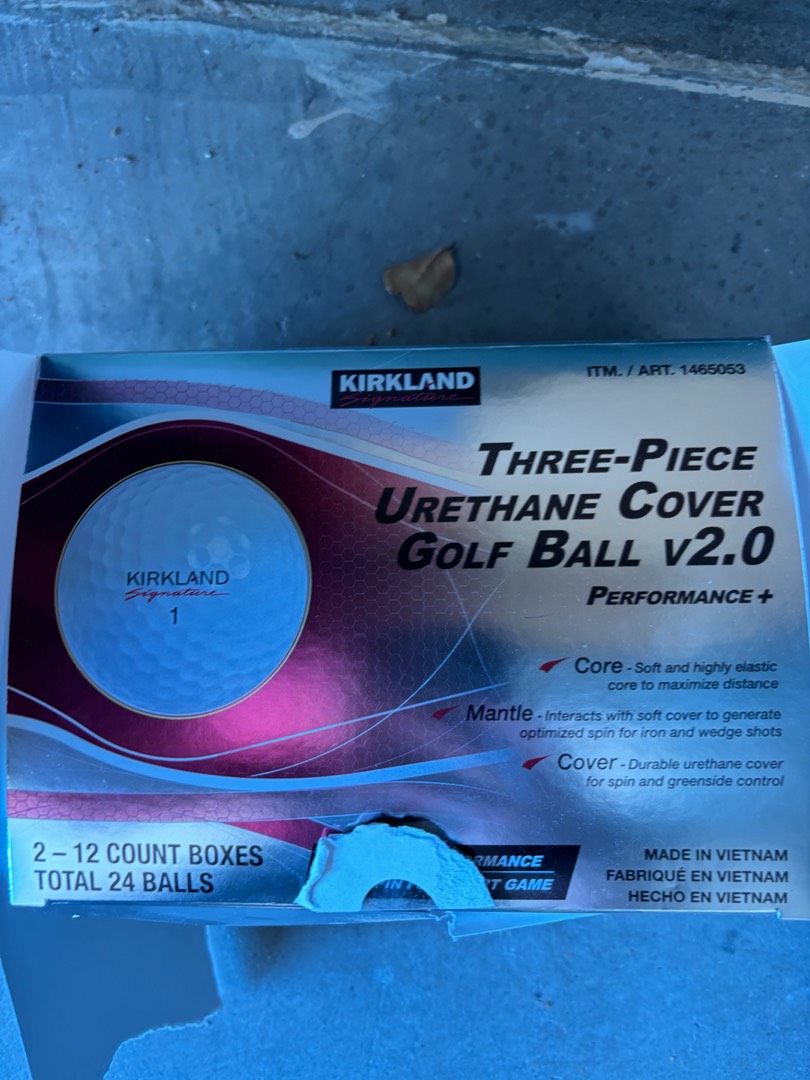 KIRKLAND
Signature
ITM. / ART. 1465053
THREE-PIECE
URETHANE COVER
GOLF BALL V2.0
PERFORMANCE+
KIRKLAND
Signature
1
Core - Soft and highly elastic
core to maximize distance
Mantle - Interacts with soft cover to generate
optimized spin for iron and wedge shots
Cover - Durable urethane cover
for spin and greenside control
2 – 12 COUNT BOXES
TOTAL 24 BALLS
GAME
MADE IN VIETNAM
FABRIQUÉ EN VIETNAM
HECHO EN VIETNAM